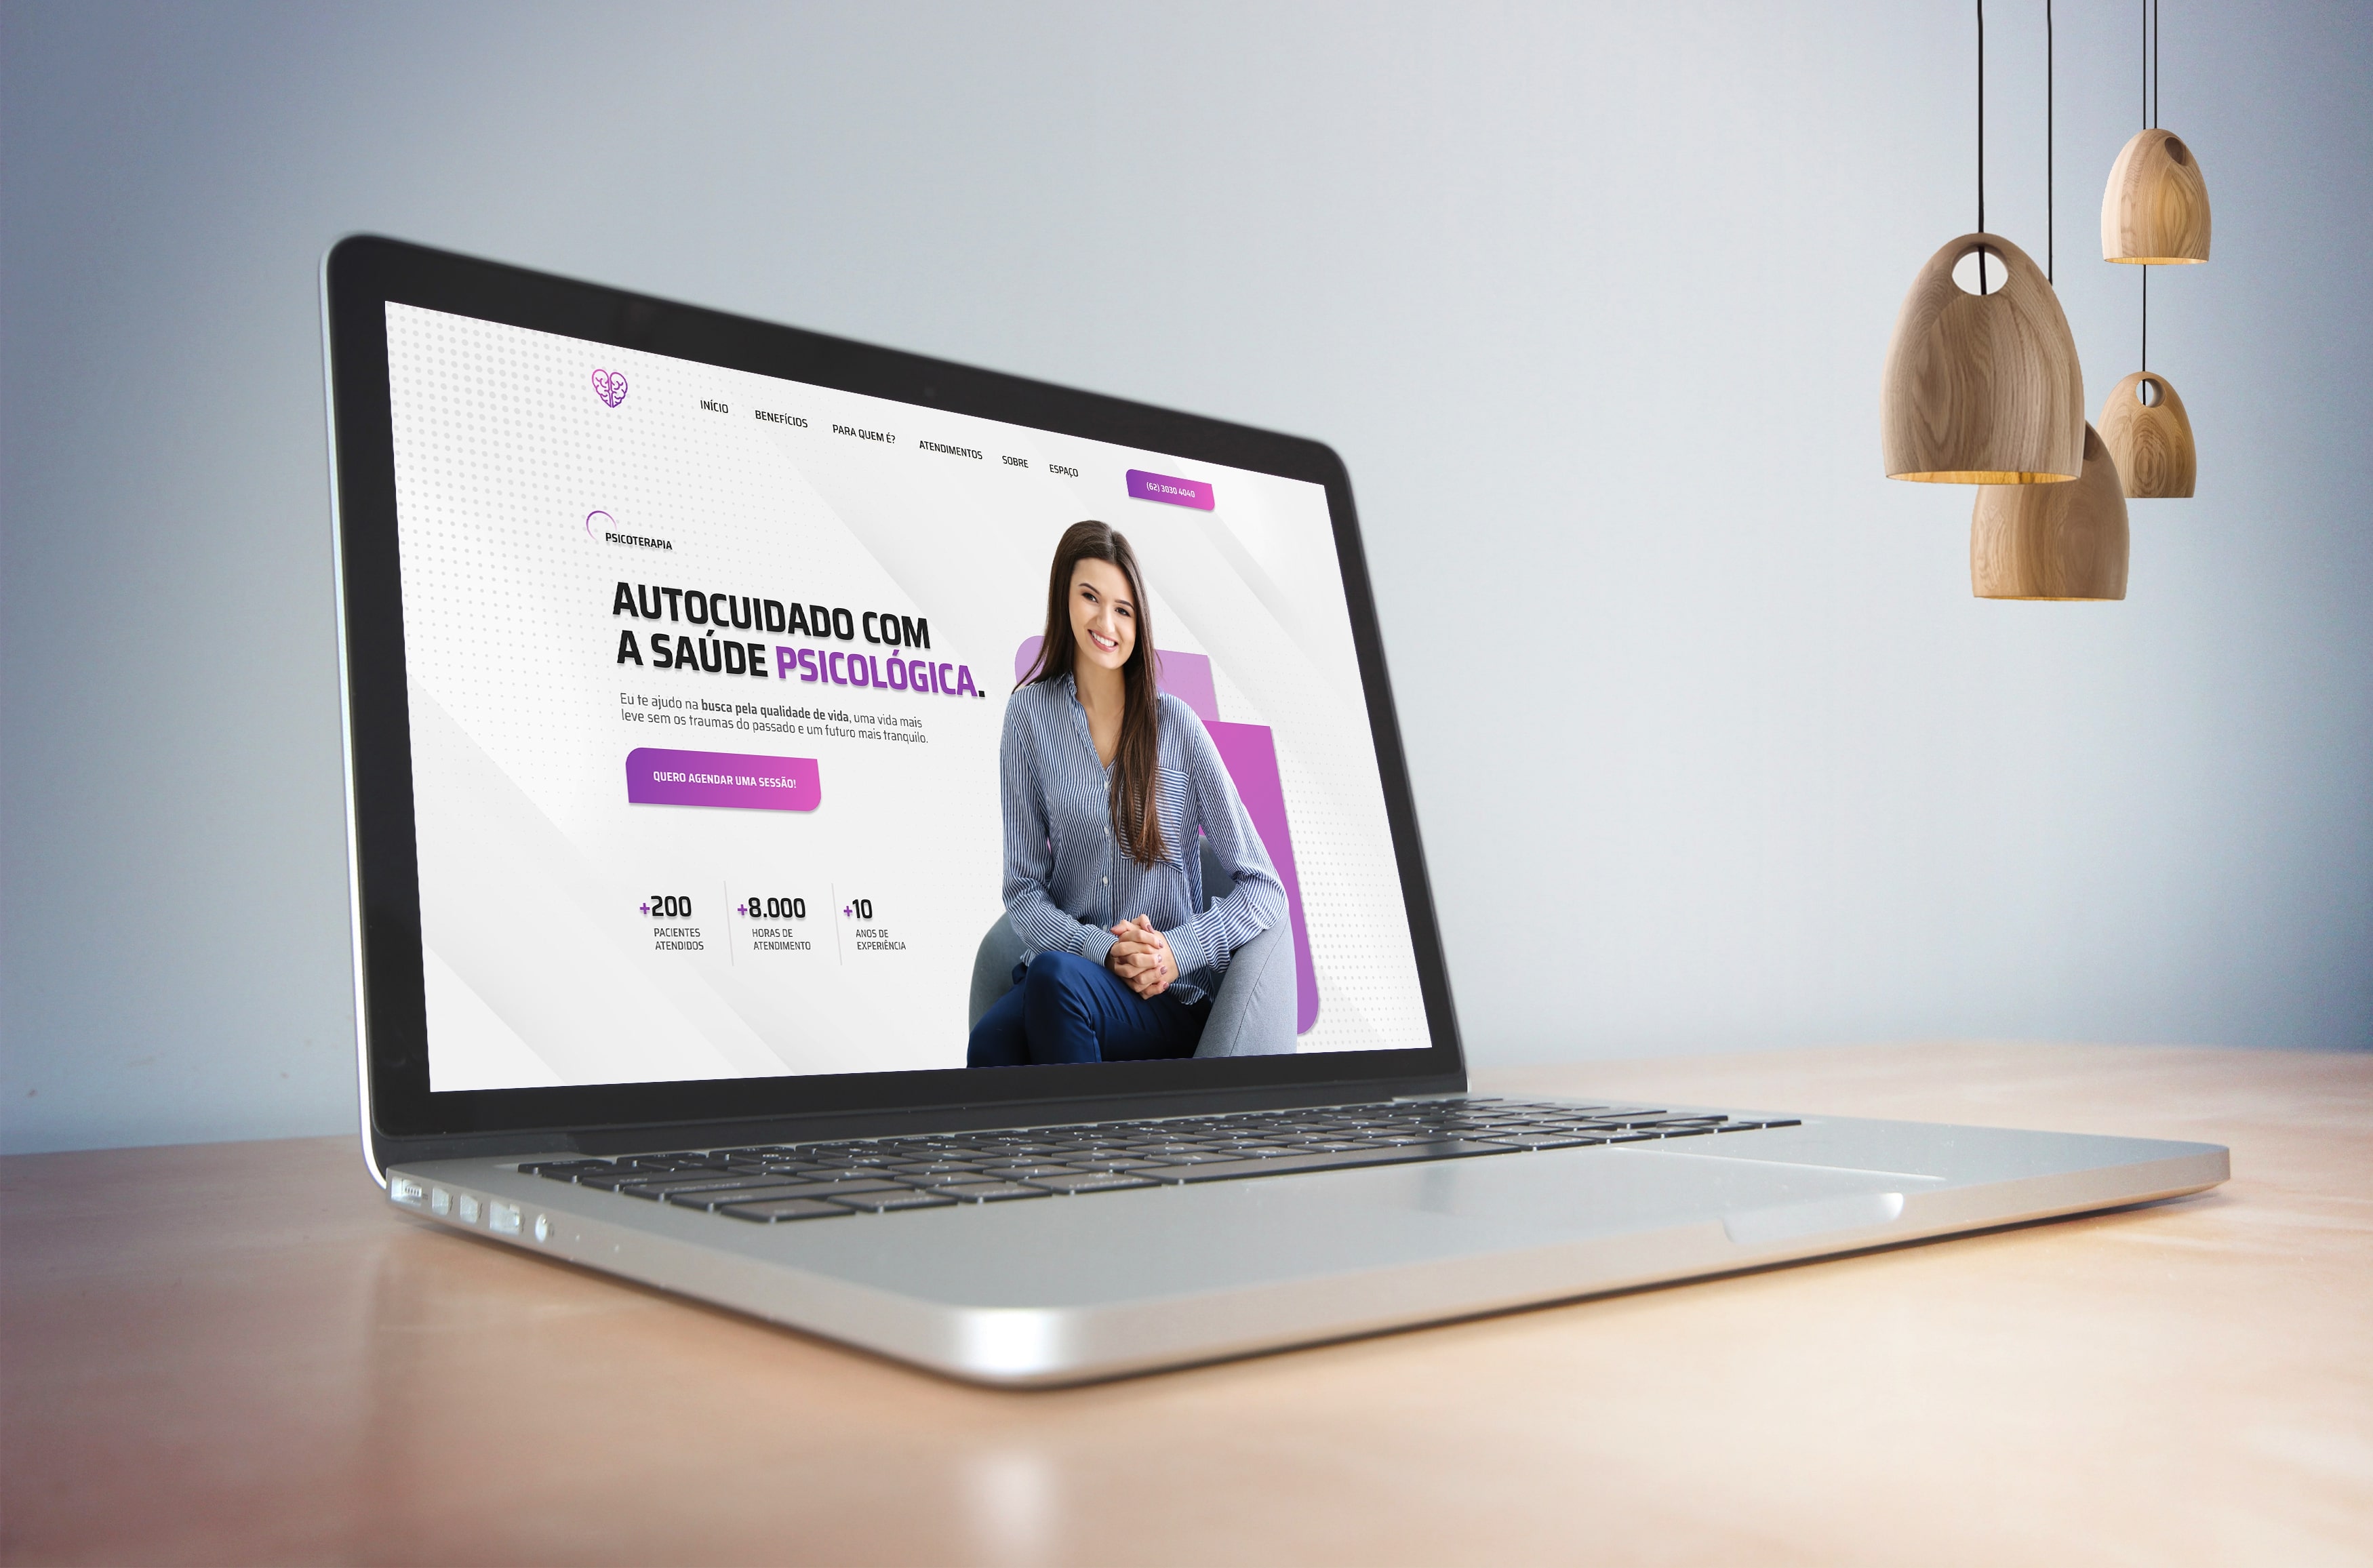 INÍCIO
BENEFÍCIOS
PARA QUEM É?
ATENDIMENTOS
SOBRE
ESPAÇO
(62) 3030 4040
PSICOTERAPIA
AUTOCUIDADO COM
A SAÚDE PSICOLÓGICA.
Eu te ajudo na busca pela qualidade de vida, uma vida mais
leve sem os traumas do passado e um futuro mais tranquilo.
QUERO AGENDAR UMA SESSÃO!
+200
PACIENTES
ATENDIDOS
+8.000
HORAS DE
ATENDIMENTO
+10
ANOS DE
EXPERIÊNCIA